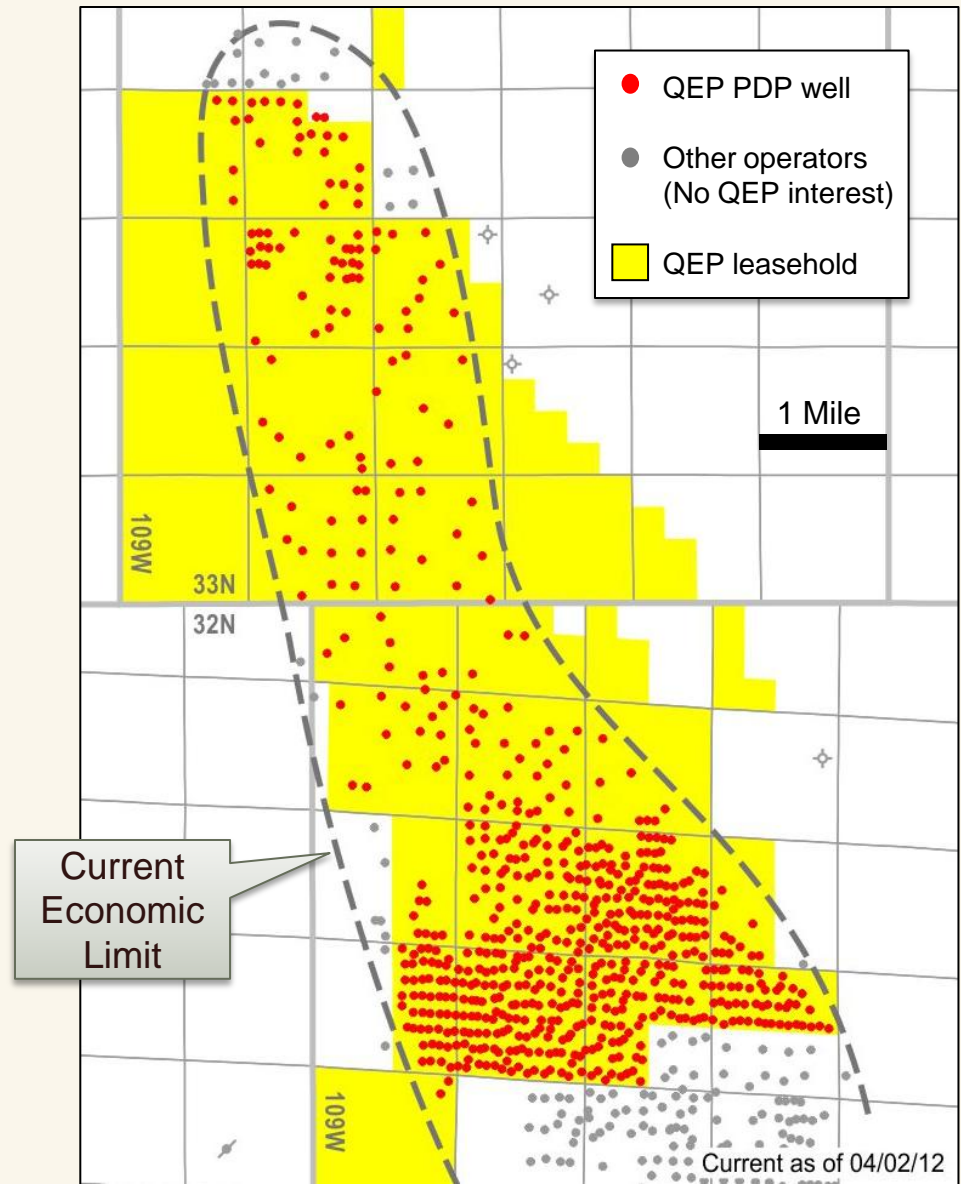 QEP PDP well
Other operators
(No QEP interest)
QEP leasehold
1 Mile
109W
33N
32N
Current
Economic
Limit
109W
Current as of 04/02/12